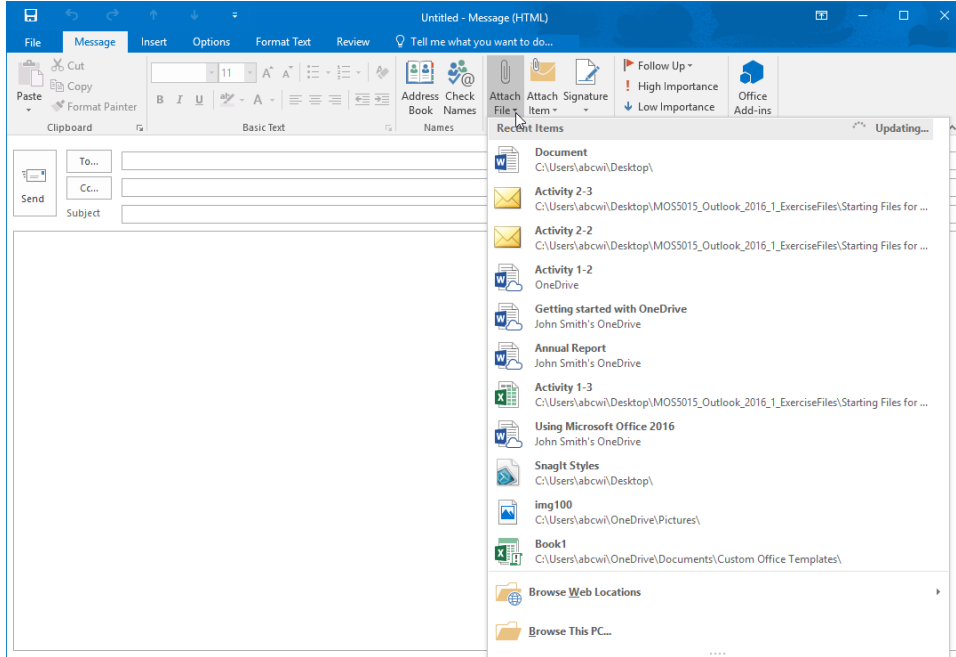 Untitled - Message (HTML)
File Message Insert Options Format Text Review Tell me what you want to do...
Paste
Cut
Copy
Format Painter
Clipboard
11
B I U aby A
Basic Text
Address Book
Check Names
Names
Attach File
Attach Item
Signature
Follow Up
High Importance
Low Importance
Office Add-ins
Send
To...
Cc...
Subject
Recent Items Updating...
Document
C:\Users\abcwi\Desktop\
Activity 2-3
C:\Users\abcwi\Desktop\MOS5015_Outlook_2016_1_ExerciseFiles\Starting Files for ...
Activity 2-2
C:\Users\abcwi\Desktop\MOS5015_Outlook_2016_1_ExerciseFiles\Starting Files for ...
Activity 1-2
OneDrive
Getting started with OneDrive
John Smith's OneDrive
Annual Report
John Smith's OneDrive
Activity 1-3
C:\Users\abcwi\Desktop\MOS5015_Outlook_2016_1_ExerciseFiles\Starting Files for ...
Using Microsoft Office 2016
John Smith's OneDrive
SnagIt Styles
C:\Users\abcwi\Desktop\
img100
C:\Users\abcwi\OneDrive\Pictures\
Book1
C:\Users\abcwi\OneDrive\Documents\Custom Office Templates\
Browse Web Locations
Browse This PC...